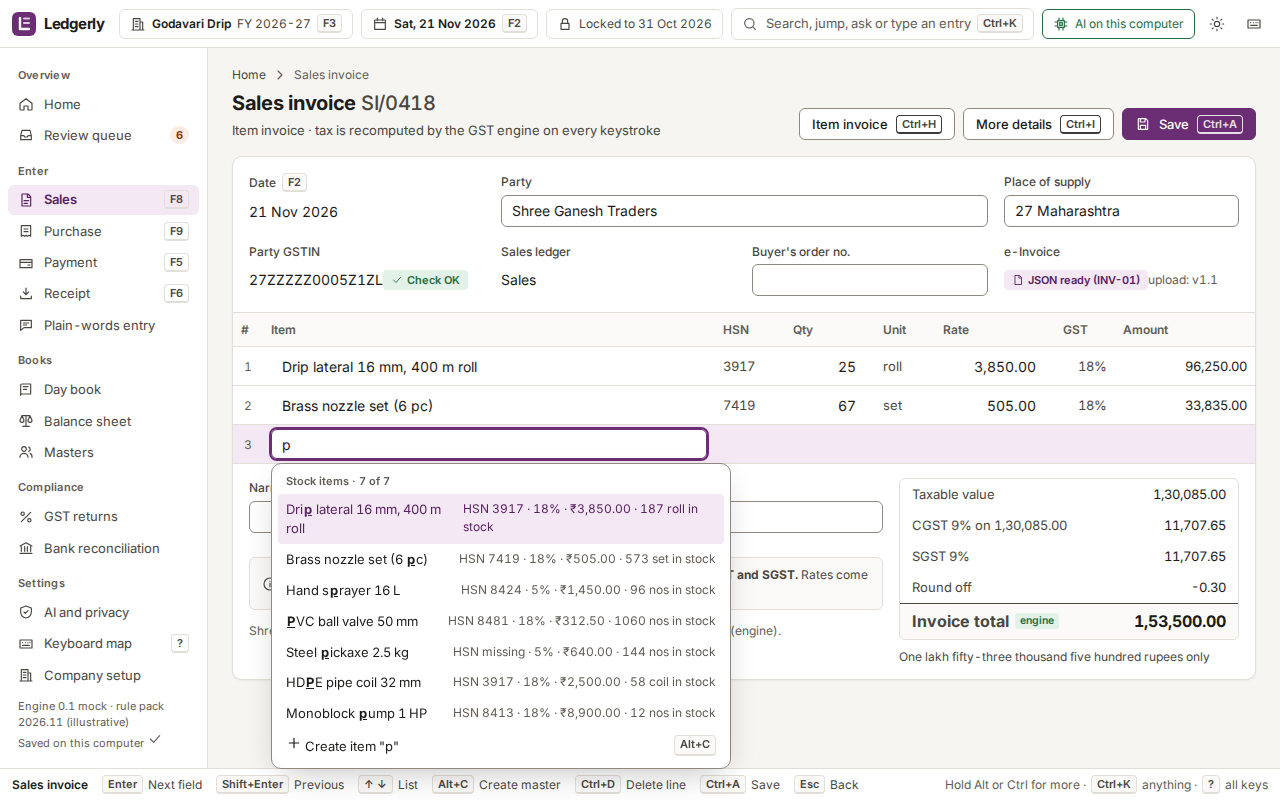 Ledgerly
Godavari Drip FY 2026-27 F3
Sat, 21 Nov 2026 F2
Locked to 31 Oct 2026
Search, jump, ask or type an entry Ctrl+K
AI on this computer
Overview
Home
Review queue 6
Enter
Sales F8
Purchase F9
Payment F5
Receipt F6
Plain-words entry
Books
Day book
Balance sheet
Masters
Compliance
GST returns
Bank reconciliation
Settings
AI and privacy
Keyboard map ?
Company setup
Engine 0.1 mock · rule pack
2026.11 (illustrative)
Saved on this computer
Home > Sales invoice
Sales invoice SI/0418
Item invoice · tax is recomputed by the GST engine on every keystroke
Item invoice Ctrl+H
More details Ctrl+I
Save Ctrl+A
Date F2
21 Nov 2026
Party
Shree Ganesh Traders
Place of supply
27 Maharashtra
Party GSTIN
27ZZZZZ0005Z1ZL Check OK
Sales ledger
Sales
Buyer's order no.
e-Invoice
JSON ready (INV-01) upload: v1.1
# Item HSN Qty Unit Rate GST Amount
1 Drip lateral 16 mm, 400 m roll 3917 25 roll 3,850.00 18% 96,250.00
2 Brass nozzle set (6 pc) 7419 67 set 505.00 18% 33,835.00
3 p
Stock items · 7 of 7
Drip lateral 16 mm, 400 m roll HSN 3917 · 18% · ₹3,850.00 · 187 roll in stock
Brass nozzle set (6 pc) HSN 7419 · 18% · ₹505.00 · 573 set in stock
Hand sprayer 16 L HSN 8424 · 5% · ₹1,450.00 · 96 nos in stock
PVC ball valve 50 mm HSN 8481 · 18% · ₹312.50 · 1060 nos in stock
Steel pickaxe 2.5 kg HSN missing · 5% · ₹640.00 · 144 nos in stock
HDPE pipe coil 32 mm HSN 3917 · 18% · ₹2,500.00 · 58 coil in stock
Monoblock pump 1 HP HSN 8413 · 18% · ₹8,900.00 · 12 nos in stock
+ Create item "p" Alt+C
and SGST. Rates come
(engine).
Taxable value 1,30,085.00
CGST 9% on 1,30,085.00 11,707.65
SGST 9% 11,707.65
Round off -0.30
Invoice total engine 1,53,500.00
One lakh fifty-three thousand five hundred rupees only
Sales invoice Enter Next field Shift+Enter Previous ↑ ↓ List Alt+C Create master Ctrl+D Delete line Ctrl+A Save Esc Back
Hold Alt or Ctrl for more · Ctrl+K anything · ? all keys